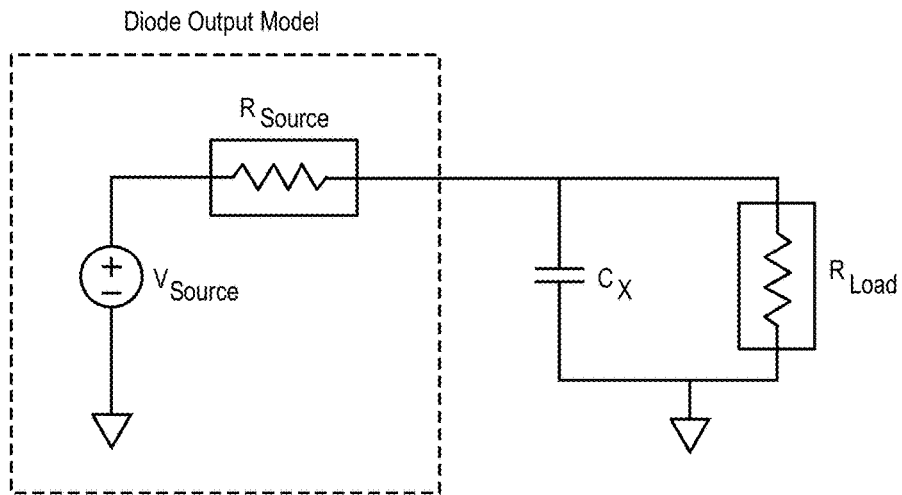 Diode Output Model
R Source
+
−
V Source
C X
R Load